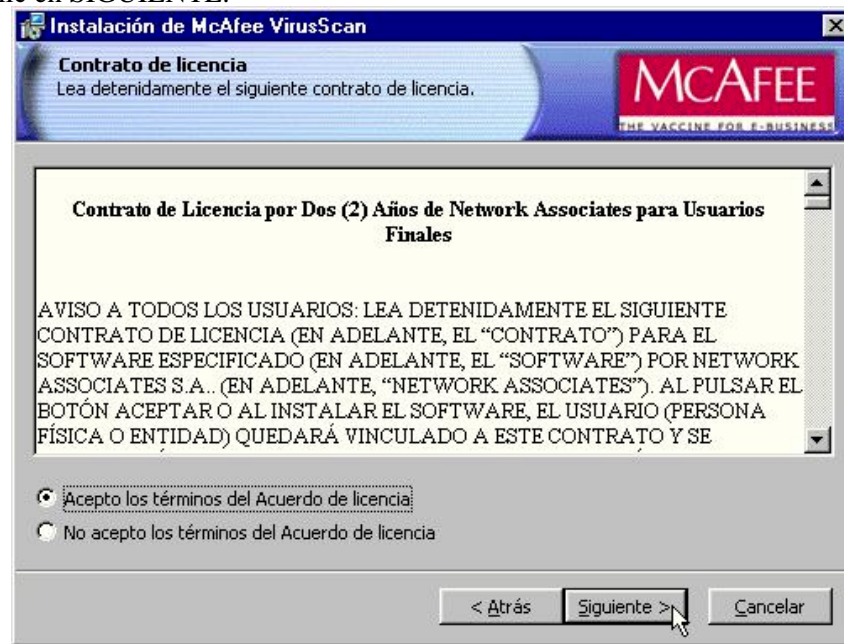 en SIGUIENTE.
Instalación de McAfee VirusScan
Contrato de licencia
Lea detenidamente el siguiente contrato de licencia.
MCAFEE
THE VACCINE FOR E-BUSINESS
Contrato de Licencia por Dos (2) Años de Network Associates para Usuarios
Finales
AVISO A TODOS LOS USUARIOS: LEA DETENIDAMENTE EL SIGUIENTE
CONTRATO DE LICENCIA (EN ADELANTE, EL “CONTRATO”) PARA EL
SOFTWARE ESPECIFICADO (EN ADELANTE, EL “SOFTWARE”) POR NETWORK
ASSOCIATES S.A.. (EN ADELANTE, “NETWORK ASSOCIATES”). AL PULSAR EL
BOTÓN ACEPTAR O AL INSTALAR EL SOFTWARE, EL USUARIO (PERSONA
FÍSICA O ENTIDAD) QUEDARÁ VINCULADO A ESTE CONTRATO Y SE
Acepto los términos del Acuerdo de licencia
No acepto los términos del Acuerdo de licencia
< Atrás Siguiente > Cancelar